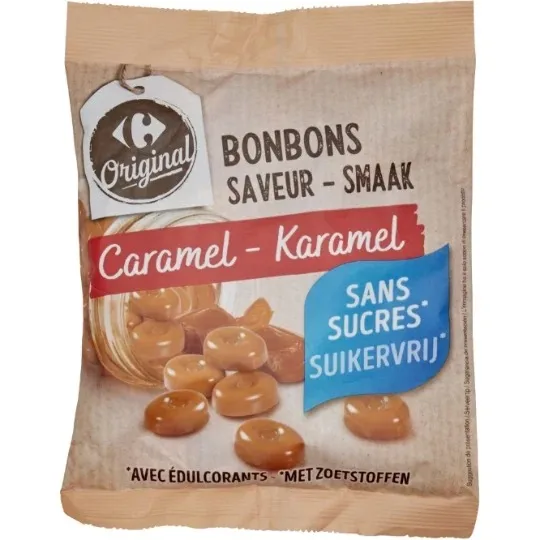 Original
BONBONS
SAVEUR - SMAAK
Caramel - Karamel
SANS
SUCRES*
SUIKERVRIJ*
*AVEC ÉDULCORANTS - *MET ZOETSTOFFEN